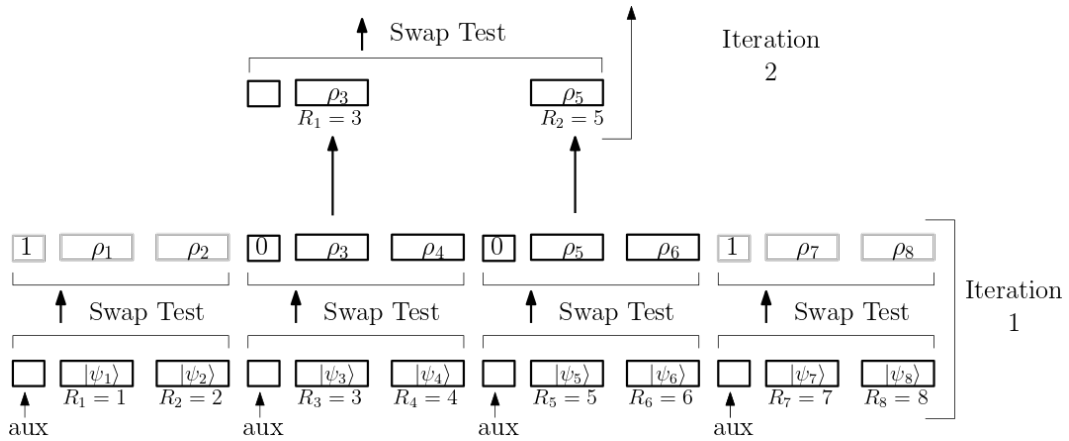 Swap Test
Iteration
2
ρ₃ ρ₅
R₁ = 3 R₂ = 5
1 ρ₁ ρ₂ 0 ρ₃ ρ₄ 0 ρ₅ ρ₆ 1 ρ₇ ρ₈
Swap Test Swap Test Swap Test Swap Test
Iteration
1
|ψ₁⟩ |ψ₂⟩ |ψ₃⟩ |ψ₄⟩ |ψ₅⟩ |ψ₆⟩ |ψ₇⟩ |ψ₈⟩
R₁ = 1 R₂ = 2 R₃ = 3 R₄ = 4 R₅ = 5 R₆ = 6 R₇ = 7 R₈ = 8
aux aux aux aux